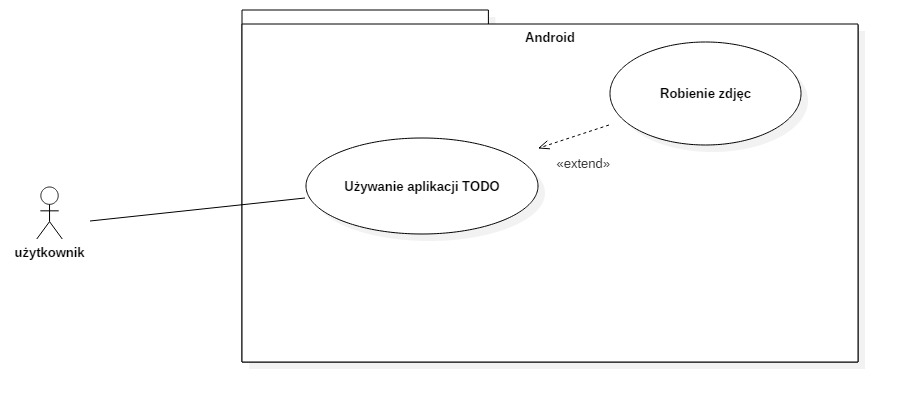 Android
Robienie zdjęc
«extend»
Używanie aplikacji TODO
użytkownik